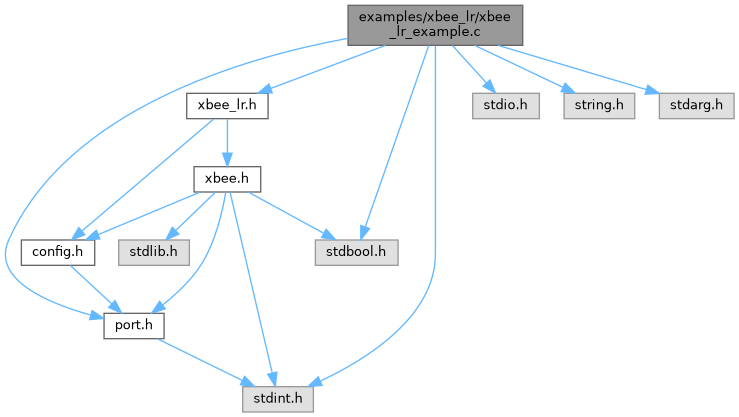 examples/xbee_lr/xbee
_lr_example.c
xbee_lr.h
stdio.h
string.h
stdarg.h
xbee.h
config.h
stdlib.h
stdbool.h
port.h
stdint.h